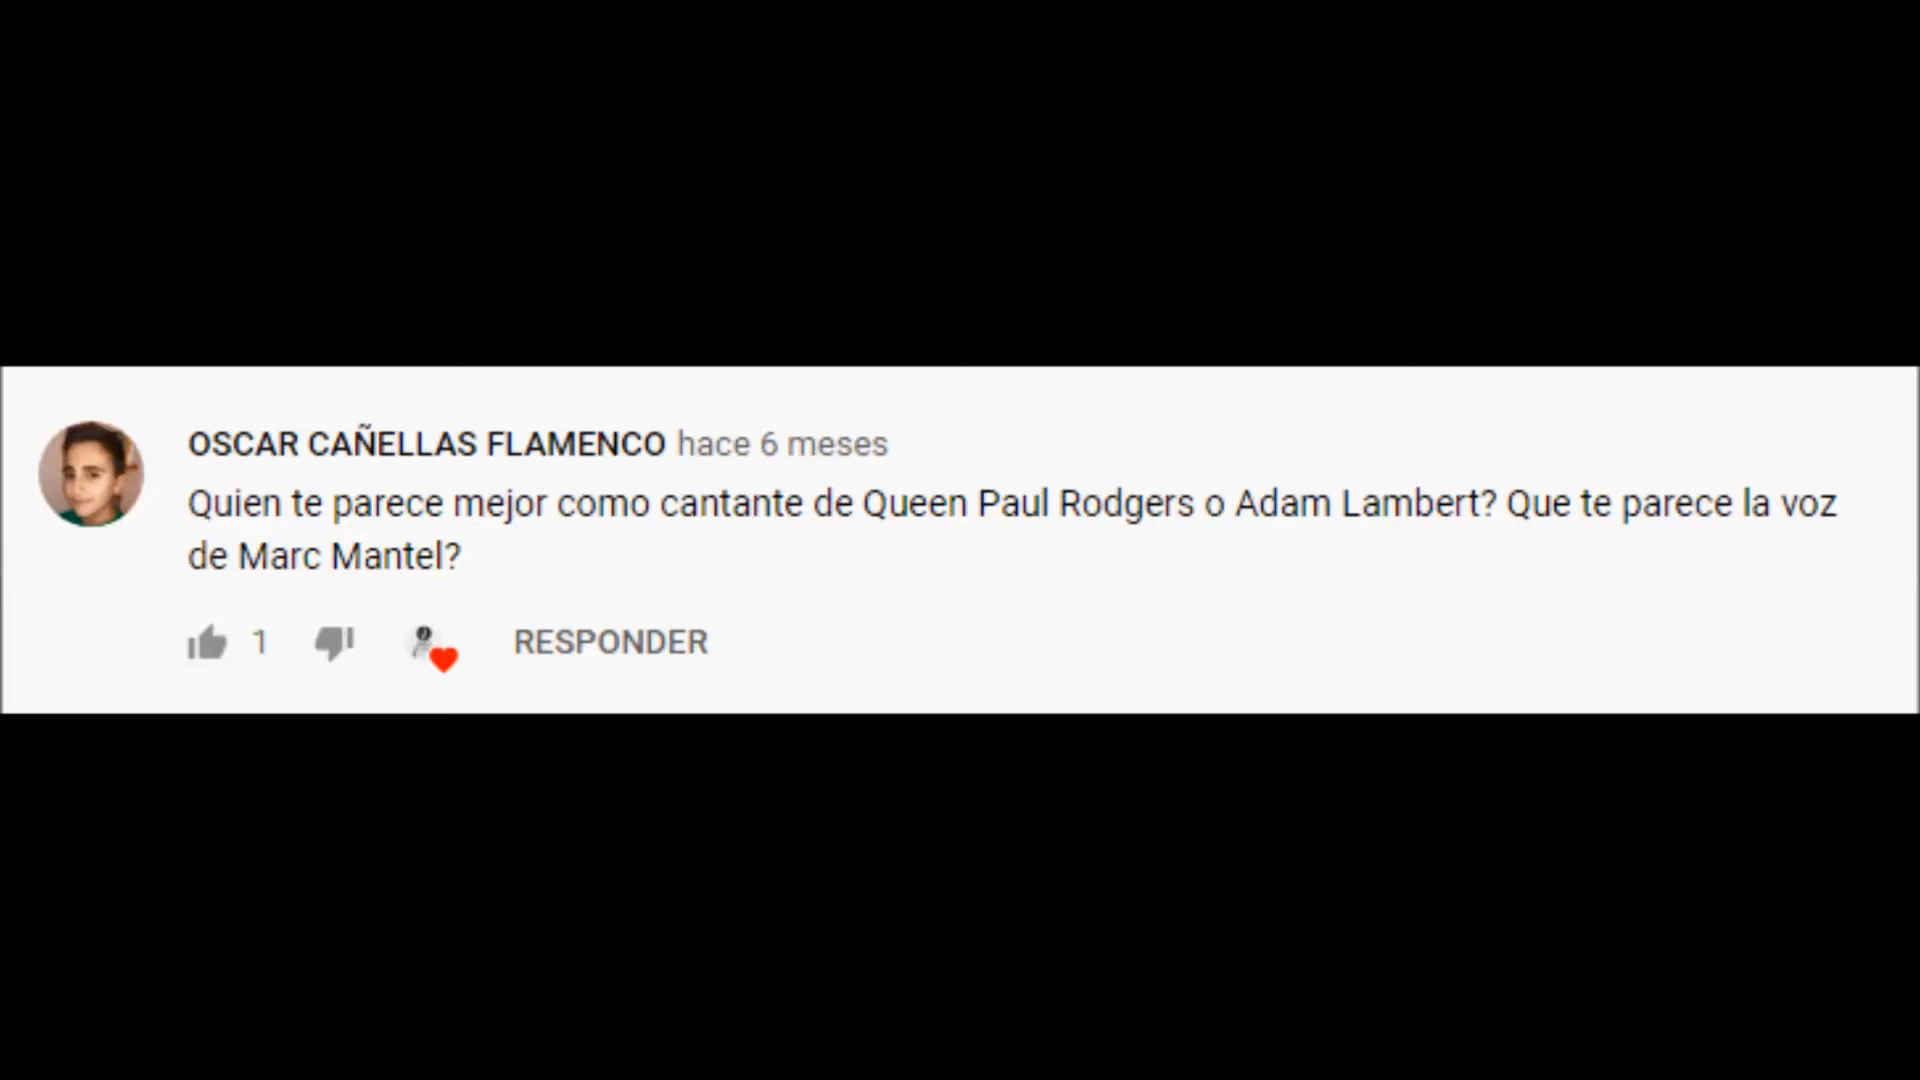 OSCAR CAÑELLAS FLAMENCO hace 6 meses
Quien te parece mejor como cantante de Queen Paul Rodgers o Adam Lambert? Que te parece la voz
de Marc Mantel?
1 RESPONDER